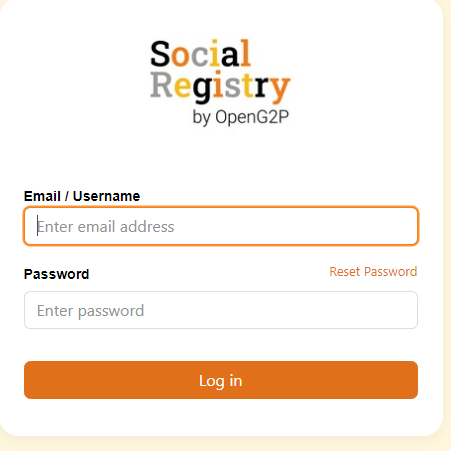 Social
Registry
by OpenG2P
Email / Username
Enter email address
Password
Reset Password
Enter password
Log in